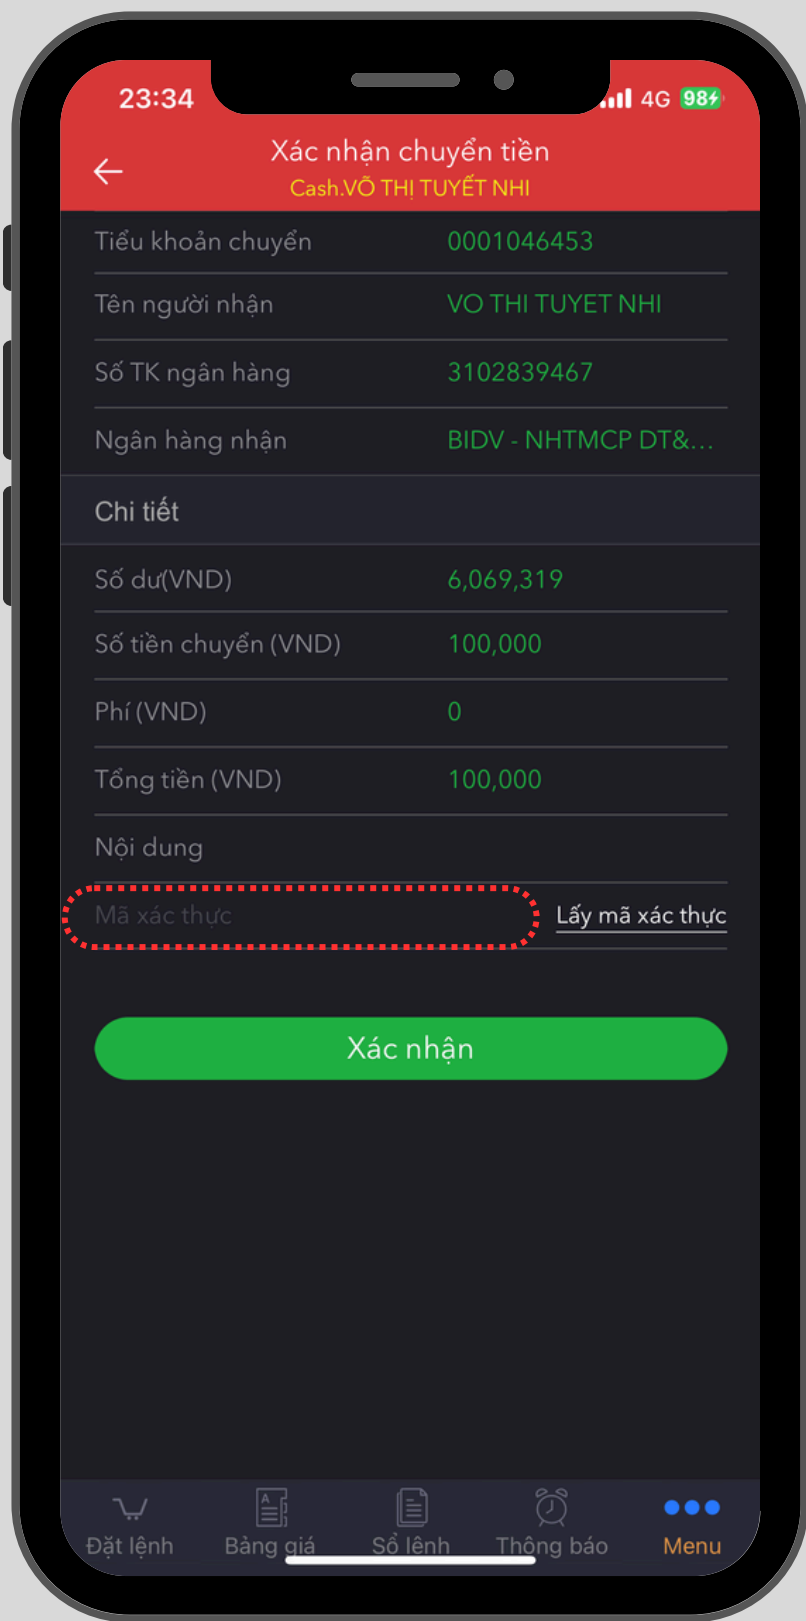 23:34
4G 98
Xác nhận chuyển tiền
Cash.VÕ THỊ TUYẾT NHI
Tiểu khoản chuyển 0001046453
Tên người nhận VO THI TUYET NHI
Số TK ngân hàng 3102839467
Ngân hàng nhận BIDV - NHTMCP DT&...
Chi tiết
Số dư(VND) 6,069,319
Số tiền chuyển (VND) 100,000
Phí (VND) 0
Tổng tiền (VND) 100,000
Nội dung
Mã xác thực Lấy mã xác thực
Xác nhận
Đặt lệnh Bảng giá Sổ lệnh Thông báo Menu